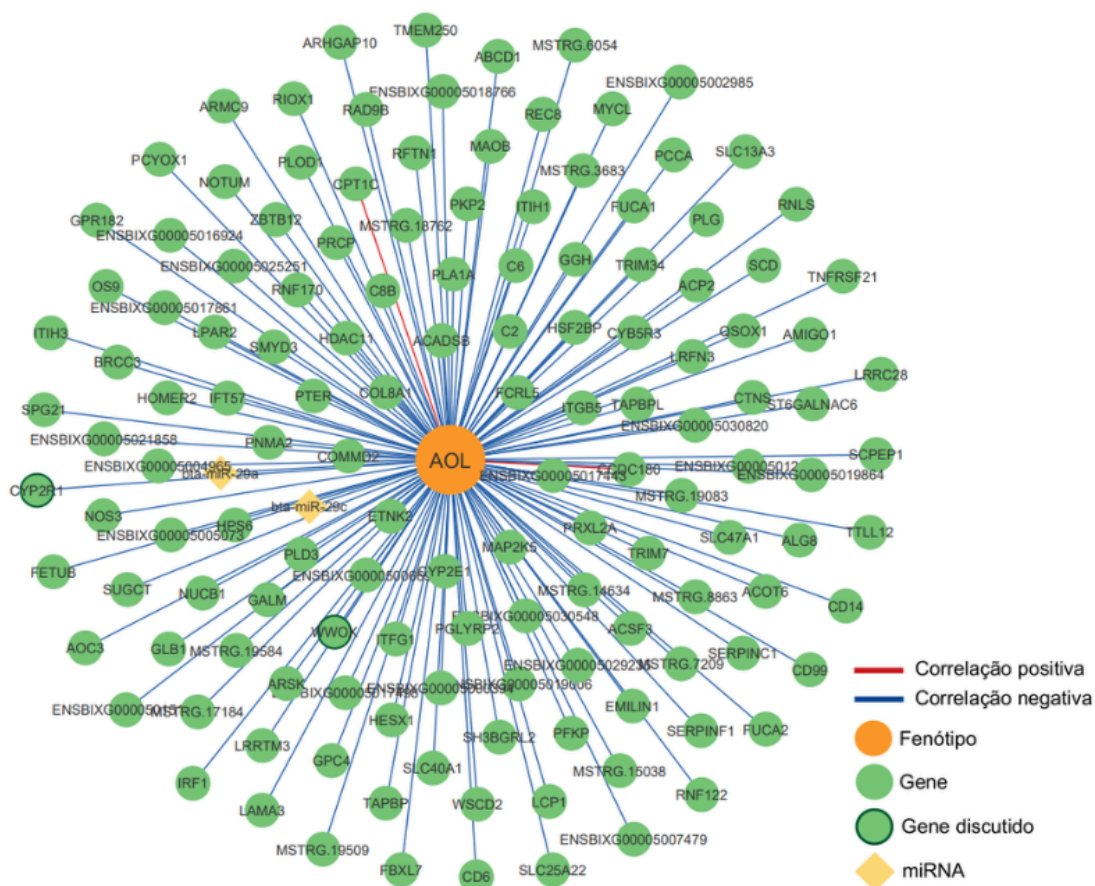 TMEM250
ARHGAP10
ABCD1
MSTRG.6054
ENSBIXG00005002985
ENSBIXG00005018766
RIOX1
RAD9B
ARMC9
REC8
MYCL
MAOB
RFTN1
PCYOX1
PLOD1
PCCA
SLC13A3
MSTRG.3683
NOTUM
CPT1C
PKP2
ITIH1
FUCA1
PLG
RNLS
GPR182
ZBTB12
MSTRG.18762
ENSBIXG00005016924
PRCP
ENSBIXG00005025251
PLA1A
C6
GGH
TRIM34
SCD
ACP2
TNFRSF21
OS9
RNF170
C8B
ENSBIXG00005017861
ITIH3
LPAR2
HDAC11
ACADSB
C2
HSF2BP
CYB5R3
QSOX1
AMIGO1
SMYD3
LRFN3
BRCC3
LRRC28
HOMER2
IFT57
PTER
COL8A1
FCRL5
ITGB5
TAPBPL
CTNS
ST6GALNAC6
SPG21
ENSBIXG00005030820
ENSBIXG00005021858
PNMA2
COMMD2
AOL
SCPEP1
ENSBIXG00005004965
bta-miR-29a
CCDC180
ENSBIXG00005012
ENSBIXG00005017443
ENSBIXG00005019864
CYP2R1
MSTRG.19083
bta-miR-29c
NOS3
HPS6
ETNK2
ENSBIXG00005005073
PRXL2A
SLC47A1
ALG8
TTLL12
PLD3
MAP2K5
TRIM7
FETUB
ENSBIXG0000500655
CYP2E1
SUGCT
NUCB1
GALM
MSTRG.14634
MSTRG.8863
ACOT6
CD14
WWOX
ITFG1
PGLYRP2
ENSBIXG00005030548
ACSF3
AOC3
GLB1
MSTRG.19584
SERPINC1
ENSBIXG00005029235
MSTRG.7209
CD99
Correlação positiva
ARSK
ENSBIXG00005000394
Correlação negativa
ENSBIXG00005015
MSTRG.17184
HESX1
EMILIN1
SERPINF1
FUCA2
Fenótipo
LRRTM3
SH3BGRL2
PFKP
GPC4
SLC40A1
MSTRG.15038
IRF1
Gene
RNF122
LAMA3
TAPBP
WSCD2
LCP1
Gene discutido
MSTRG.19509
ENSBIXG00005007479
FBXL7
CD6
SLC25A22
miRNA